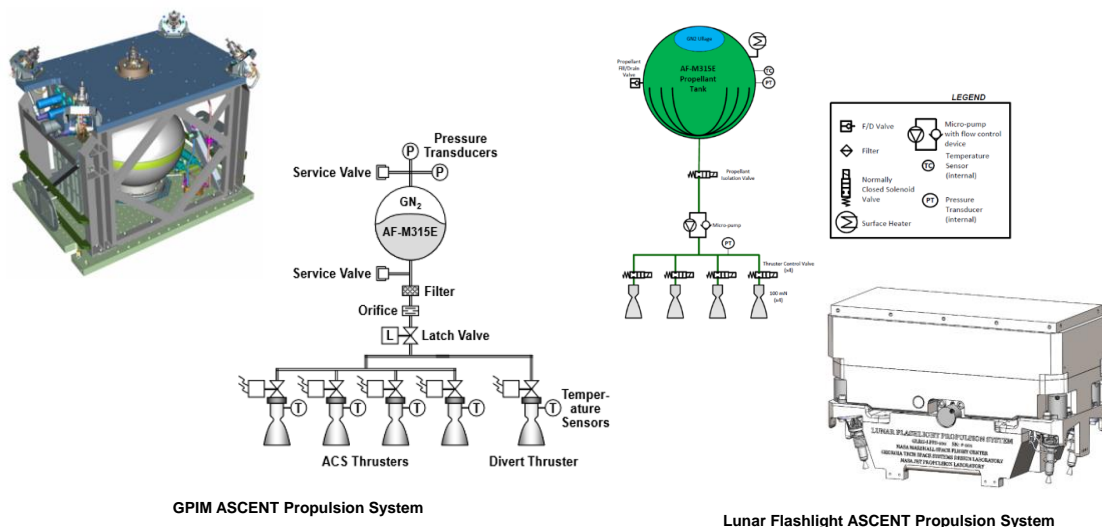 Pressure
Transducers
P
P
Service Valve
GN2
AF-M315E
Service Valve
Filter
Orifice
L
Latch Valve
T
T
T
T
T
Temper-
ature
Sensors
ACS Thrusters
Divert Thruster
GPIM ASCENT Propulsion System
GN2 Ullage
Propellant
Fill/Drain
Valve
AF-M315E
Propellant
Tank
TC
PT
Propellant
Isolation Valve
Micro-pump
PT
Thruster Control Valve
(x4)
100 mN
(x4)
LEGEND
F/D Valve
Filter
Normally
Closed Solenoid
Valve
Surface Heater
Micro-pump
with flow control
device
TC
Temperature
Sensor
(internal)
PT
Pressure
Transducer
(internal)
LUNAR FLASHLIGHT PROPULSION SYSTEM
NASA MARSHALL SPACE FLIGHT CENTER
GEORGIA TECH SPACE SYSTEMS DESIGN LABORATORY
NASA JET PROPULSION LABORATORY
Lunar Flashlight ASCENT Propulsion System